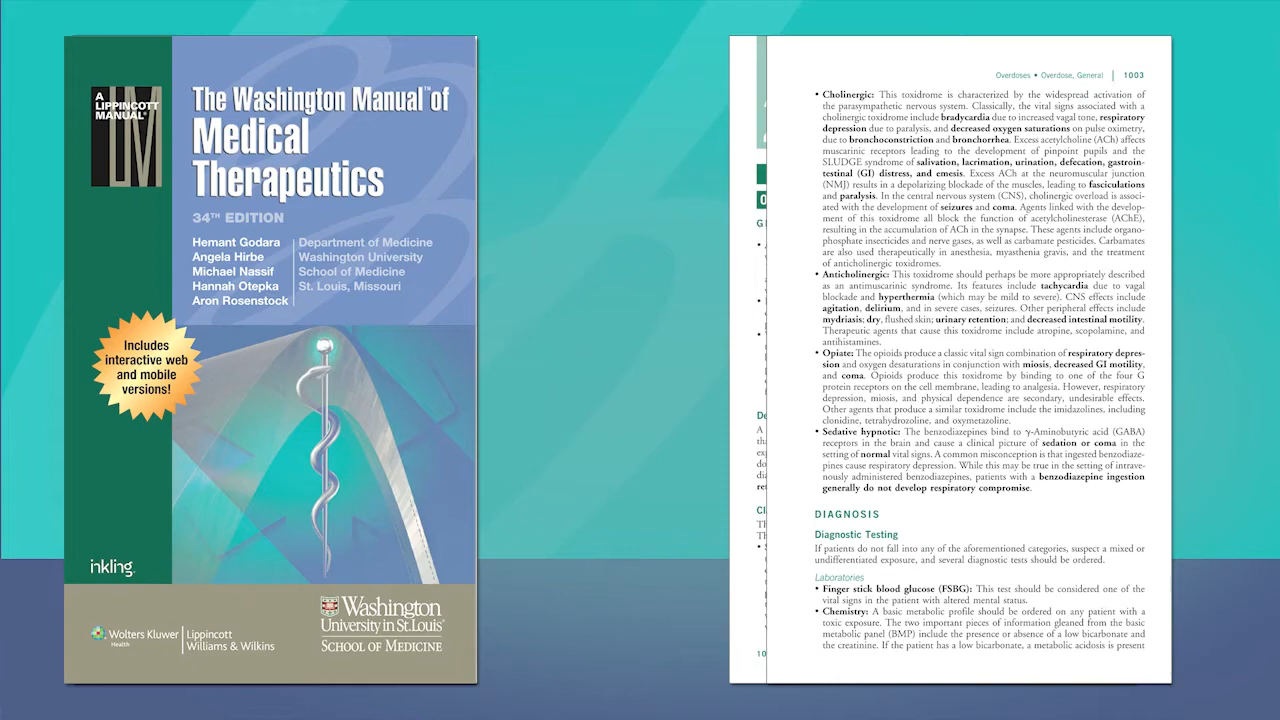 A
LIPPINCOTT
MANUAL®
LM
The Washington Manual™ of
Medical
Therapeutics
34TH EDITION
Hemant Godara
Angela Hirbe
Michael Nassif
Hannah Otepka
Aron Rosenstock
Department of Medicine
Washington University
School of Medicine
St. Louis, Missouri
Includes
interactive web
and mobile
versions!
inkling
Wolters Kluwer
Health
Lippincott
Williams & Wilkins
Washington
University in St. Louis®
SCHOOL OF MEDICINE
Overdoses • Overdose, General | 1003
• Cholinergic: This toxidrome is characterized by the widespread activation of
the parasympathetic nervous system. Classically, the vital signs associated with a
cholinergic toxidrome include bradycardia due to increased vagal tone, respiratory
depression due to paralysis, and decreased oxygen saturations on pulse oximetry,
due to bronchoconstriction and bronchorrhea. Excess acetylcholine (ACh) affects
muscarinic receptors leading to the development of pinpoint pupils and the
SLUDGE syndrome of salivation, lacrimation, urination, defecation, gastroin-
testinal (GI) distress, and emesis. Excess ACh at the neuromuscular junction
(NMJ) results in a depolarizing blockade of the muscles, leading to fasciculations
and paralysis. In the central nervous system (CNS), cholinergic overload is associ-
ated with the development of seizures and coma. Agents linked with the develop-
ment of this toxidrome all block the function of acetylcholinesterase (AChE),
resulting in the accumulation of ACh in the synapse. These agents include organo-
phosphate insecticides and nerve gases, as well as carbamate pesticides. Carbamates
are also used therapeutically in anesthesia, myasthenia gravis, and the treatment
of anticholinergic toxidromes.
• Anticholinergic: This toxidrome should perhaps be more appropriately described
as an antimuscarinic syndrome. Its features include tachycardia due to vagal
blockade and hyperthermia (which may be mild to severe). CNS effects include
agitation, delirium, and in severe cases, seizures. Other peripheral effects include
mydriasis; dry, flushed skin; urinary retention; and decreased intestinal motility.
Therapeutic agents that cause this toxidrome include atropine, scopolamine, and
antihistamines.
• Opiate: The opioids produce a classic vital sign combination of respiratory depres-
sion and oxygen desaturations in conjunction with miosis, decreased GI motility,
and coma. Opioids produce this toxidrome by binding to one of the four G
protein receptors on the cell membrane, leading to analgesia. However, respiratory
depression, miosis, and physical dependence are secondary, undesirable effects.
Other agents that produce a similar toxidrome include the imidazolines, including
clonidine, tetrahydrozoline, and oxymetazoline.
• Sedative hypnotic: The benzodiazepines bind to γ-Aminobutyric acid (GABA)
receptors in the brain and cause a clinical picture of sedation or coma in the
setting of normal vital signs. A common misconception is that ingested benzodiaze-
pines cause respiratory depression. While this may be true in the setting of intrave-
nously administered benzodiazepines, patients with a benzodiazepine ingestion
generally do not develop respiratory compromise.
DIAGNOSIS
Diagnostic Testing
If patients do not fall into any of the aforementioned categories, suspect a mixed or
undifferentiated exposure, and several diagnostic tests should be ordered.
Laboratories
• Finger stick blood glucose (FSBG): This test should be considered one of the
vital signs in the patient with altered mental status.
• Chemistry: A basic metabolic profile should be ordered on any patient with a
toxic exposure. The two important pieces of information gleaned from the basic
metabolic panel (BMP) include the presence or absence of a low bicarbonate and
the creatinine. If the patient has a low bicarbonate, a metabolic acidosis is present